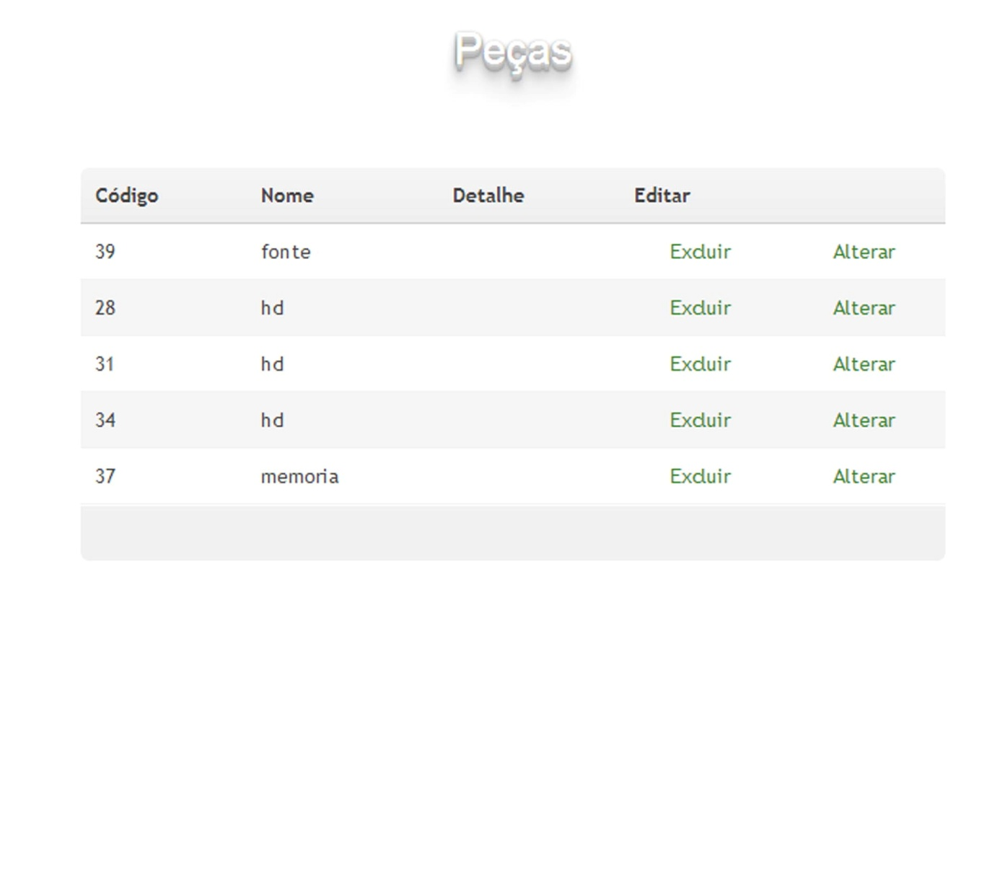 Peças
Código Nome Detalhe Editar
39 fonte Excluir Alterar
28 hd Excluir Alterar
31 hd Excluir Alterar
34 hd Excluir Alterar
37 memoria Excluir Alterar